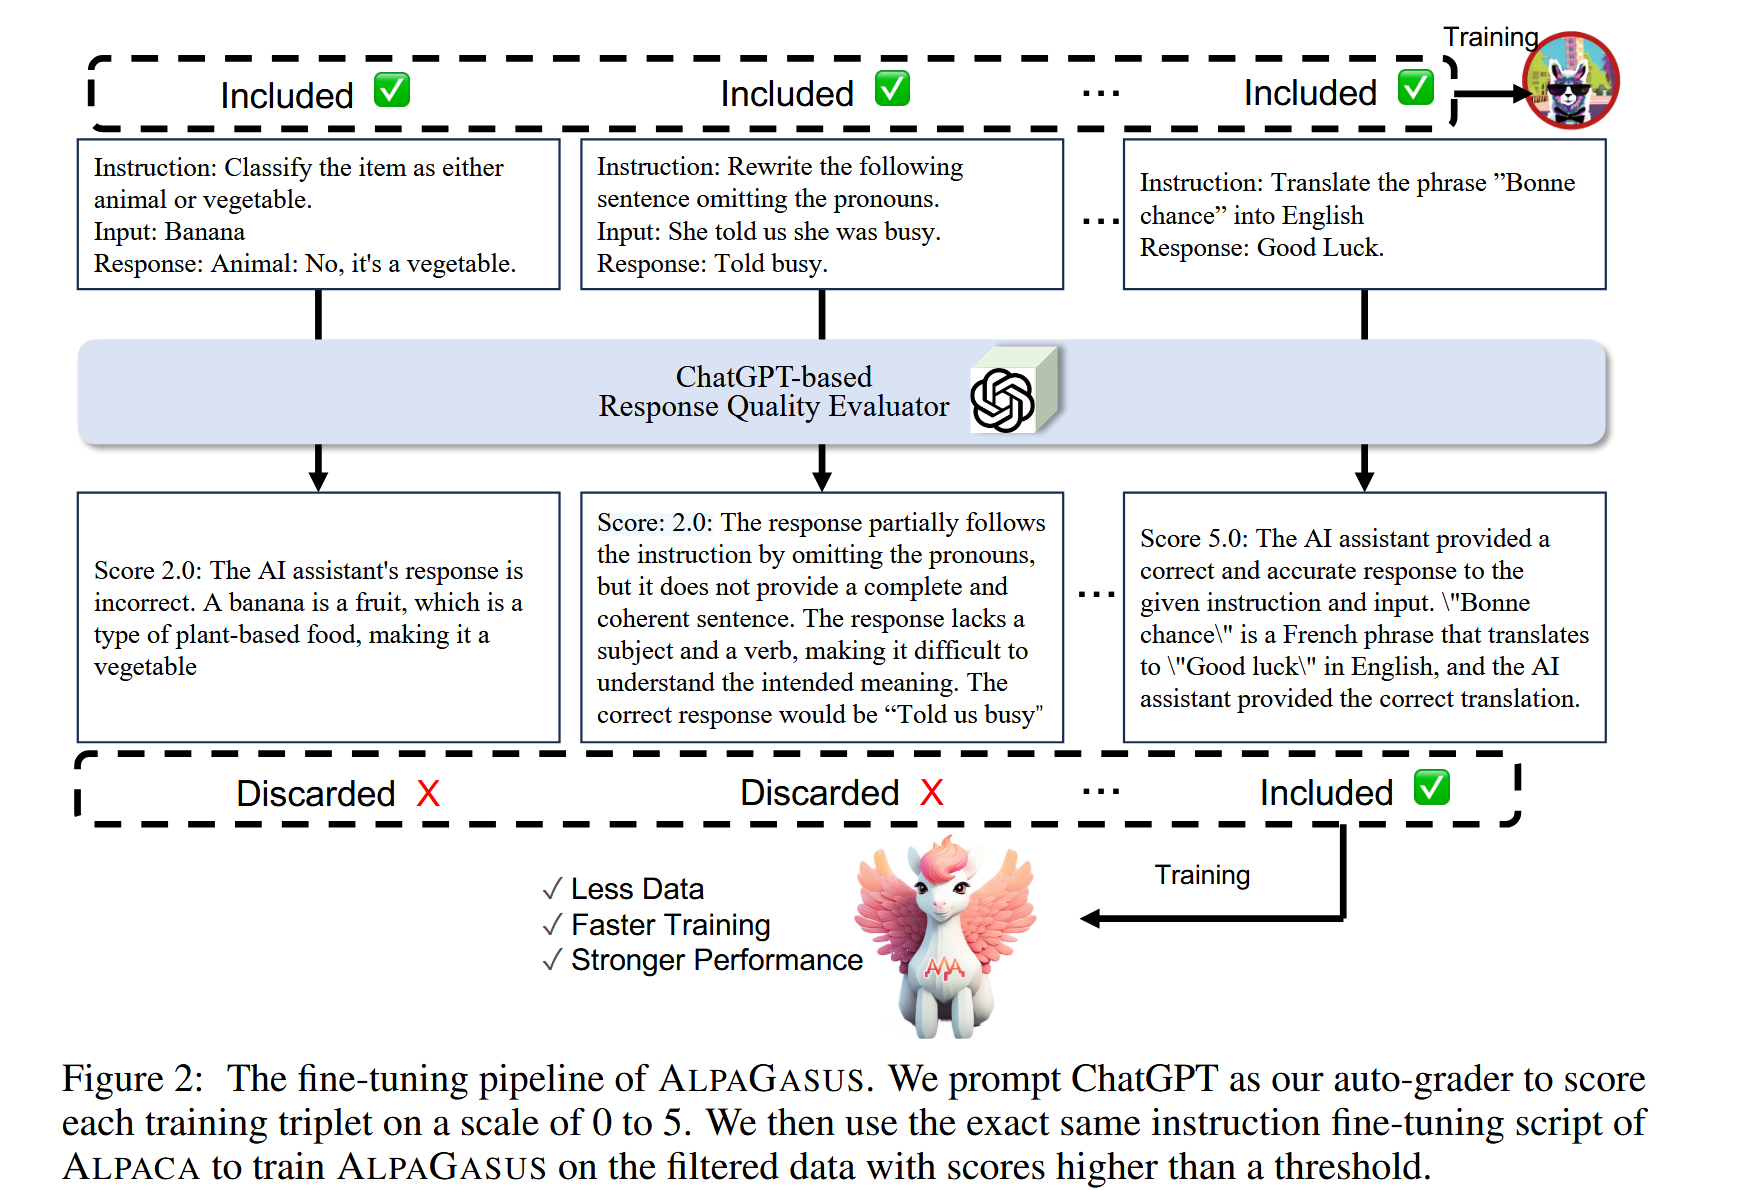 Training
Included ✅ Included ✅ ... Included ✅
Instruction: Classify the item as either
animal or vegetable.
Input: Banana
Response: Animal: No, it's a vegetable.
Instruction: Rewrite the following
sentence omitting the pronouns.
Input: She told us she was busy.
Response: Told busy.
...
Instruction: Translate the phrase ”Bonne
chance” into English
Response: Good Luck.
ChatGPT-based
Response Quality Evaluator
Score 2.0: The AI assistant's response is
incorrect. A banana is a fruit, which is a
type of plant-based food, making it a
vegetable
Score: 2.0: The response partially follows
the instruction by omitting the pronouns,
but it does not provide a complete and
coherent sentence. The response lacks a
subject and a verb, making it difficult to
understand the intended meaning. The
correct response would be “Told us busy"
...
Score 5.0: The AI assistant provided a
correct and accurate response to the
given instruction and input. \"Bonne
chance\" is a French phrase that translates
to \"Good luck\" in English, and the AI
assistant provided the correct translation.
Discarded X Discarded X ... Included ✅
✓ Less Data
✓ Faster Training
✓ Stronger Performance
Training
Figure 2: The fine-tuning pipeline of ALPAGASUS. We prompt ChatGPT as our auto-grader to score
each training triplet on a scale of 0 to 5. We then use the exact same instruction fine-tuning script of
ALPACA to train ALPAGASUS on the filtered data with scores higher than a threshold.